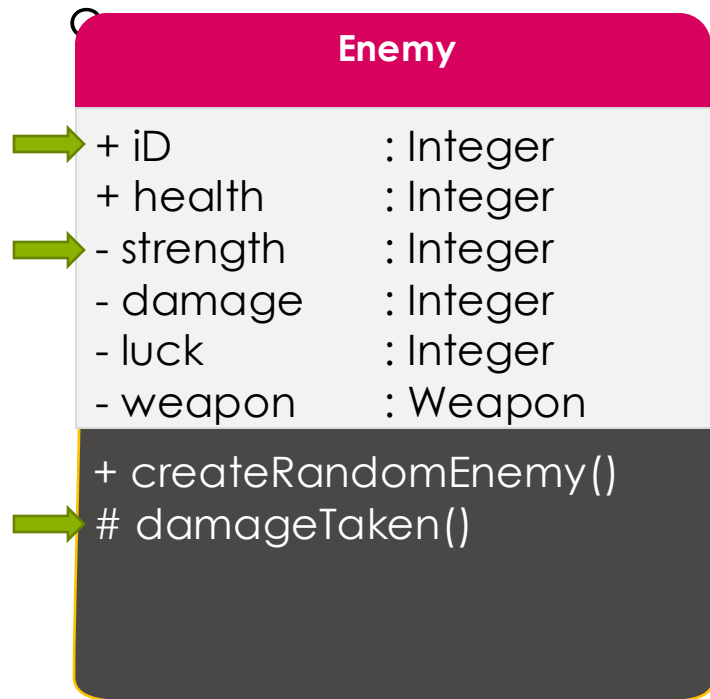 Enemy
+ iD : Integer
+ health : Integer
- strength : Integer
- damage : Integer
- luck : Integer
- weapon : Weapon
+ createRandomEnemy()
# damageTaken()